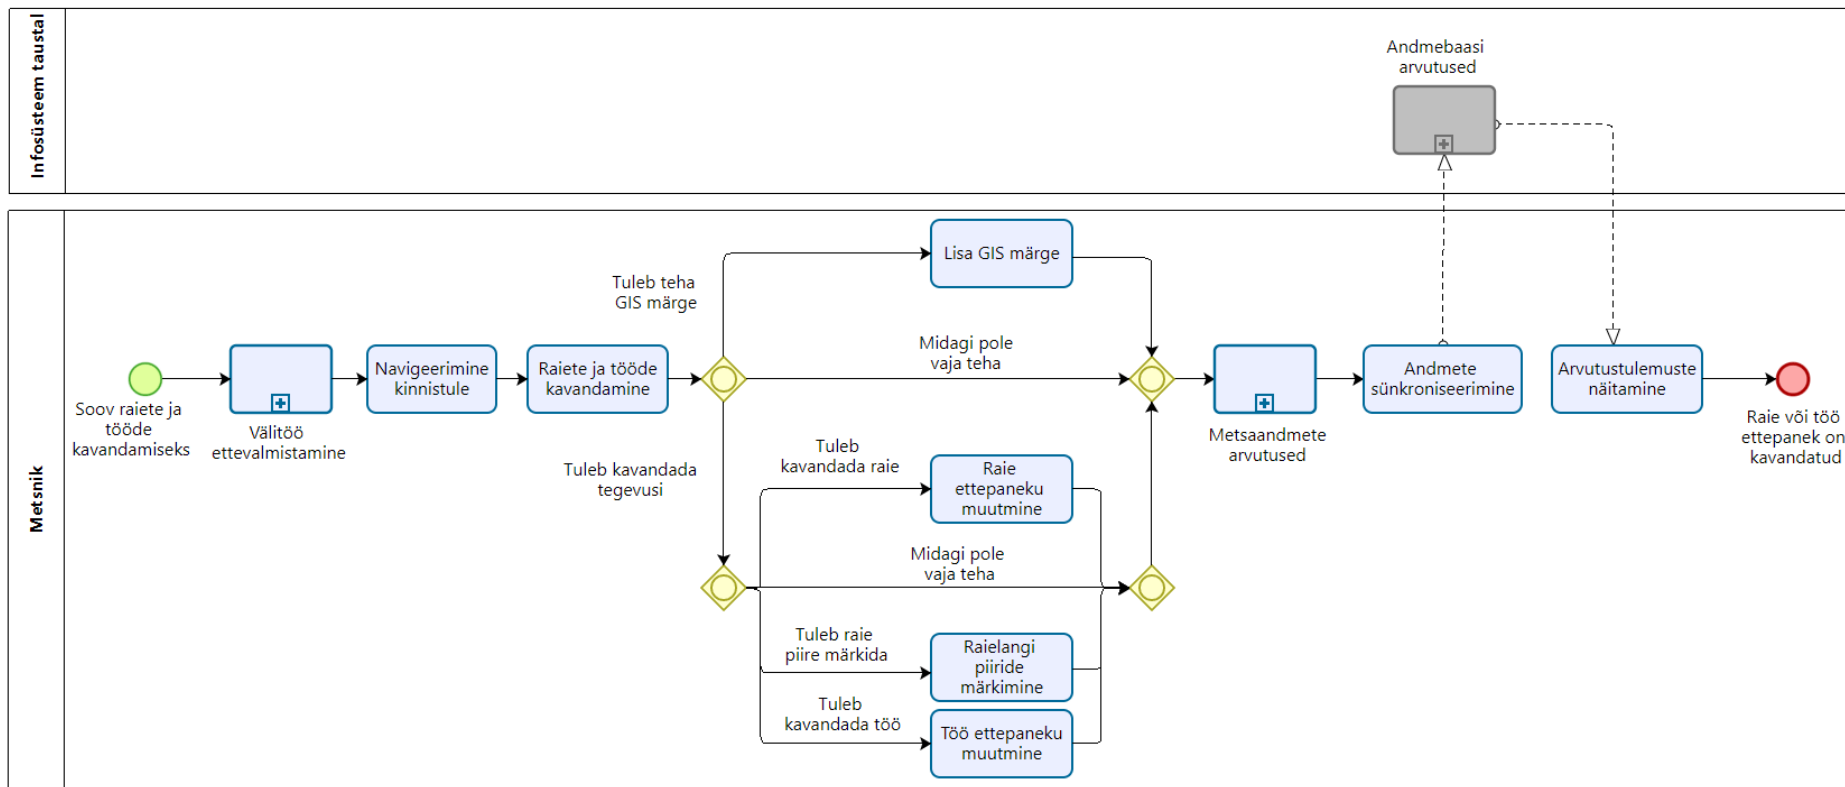 Infosüsteem taustal
Andmebaasi
arvutused
Metsnik
Lisa GIS märge
Tuleb teha
GIS märge
Midagi pole
vaja teha
Soov raiete ja
tööde
kavandamiseks
Välitöö
ettevalmistamine
Navigeerimine
kinnistule
Raiete ja tööde
kavandamine
Metsaandmete
arvutused
Andmete
sünkroniseerimine
Arvutustulemuste
näitamine
Raie või töö
ettepanek on
kavandatud
Tuleb kavandada
tegevusi
Tuleb
kavandada raie
Raie
ettepaneku
muutmine
Midagi pole
vaja teha
Tuleb raie
piire märkida
Raielangi
piiride
märkimine
Tuleb
kavandada töö
Töö ettepaneku
muutmine